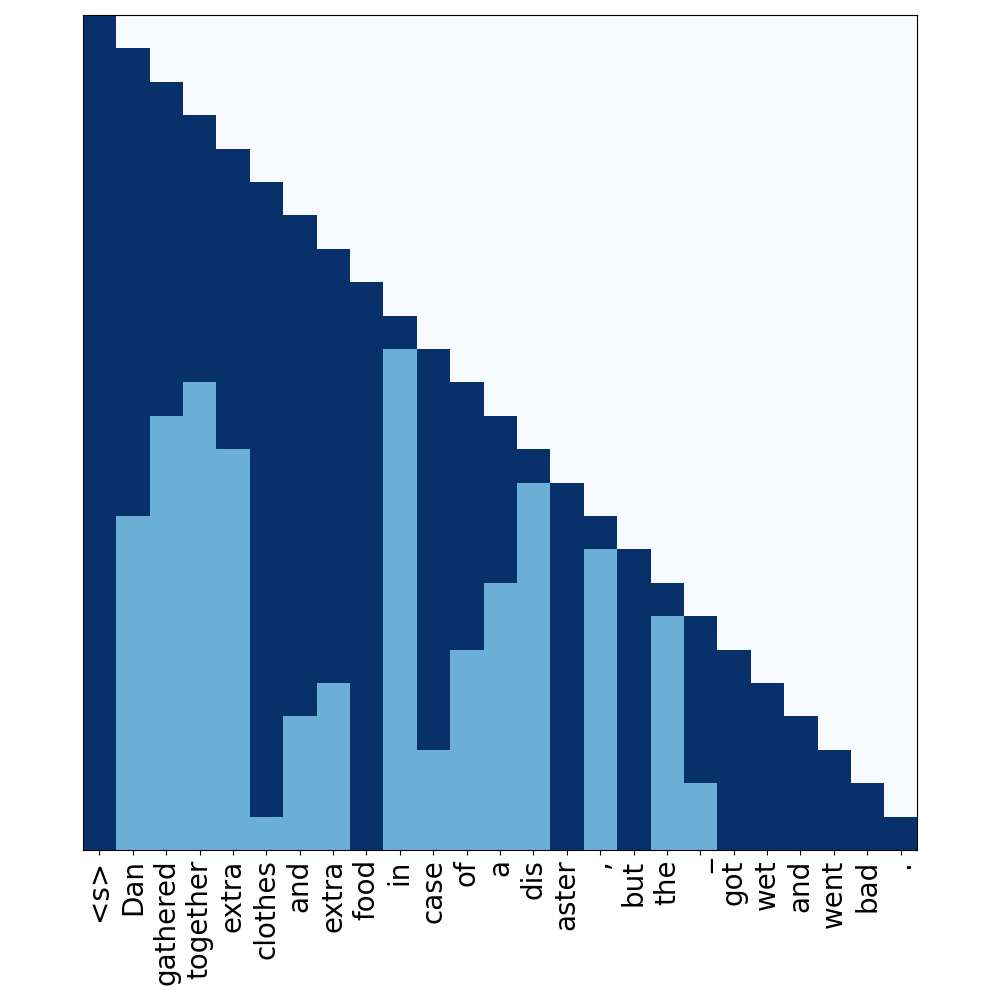 <s> Dan gathered together extra clothes and extra food in case of a dis aster , but the _ got wet and went bad .